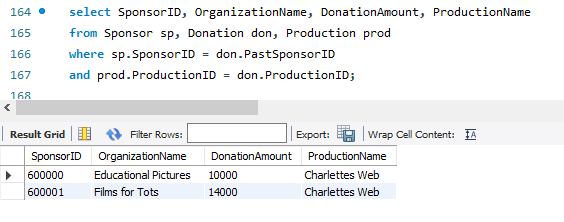 164 select SponsorID, OrganizationName, DonationAmount, ProductionName
165 from Sponsor sp, Donation don, Production prod
166 where sp.SponsorID = don.PastSponsorID
167 and prod.ProductionID = don.ProductionID;
168
Result Grid Filter Rows: Export: Wrap Cell Content:
SponsorID OrganizationName DonationAmount ProductionName
600000 Educational Pictures 10000 Charlettes Web
600001 Films for Tots 14000 Charlettes Web